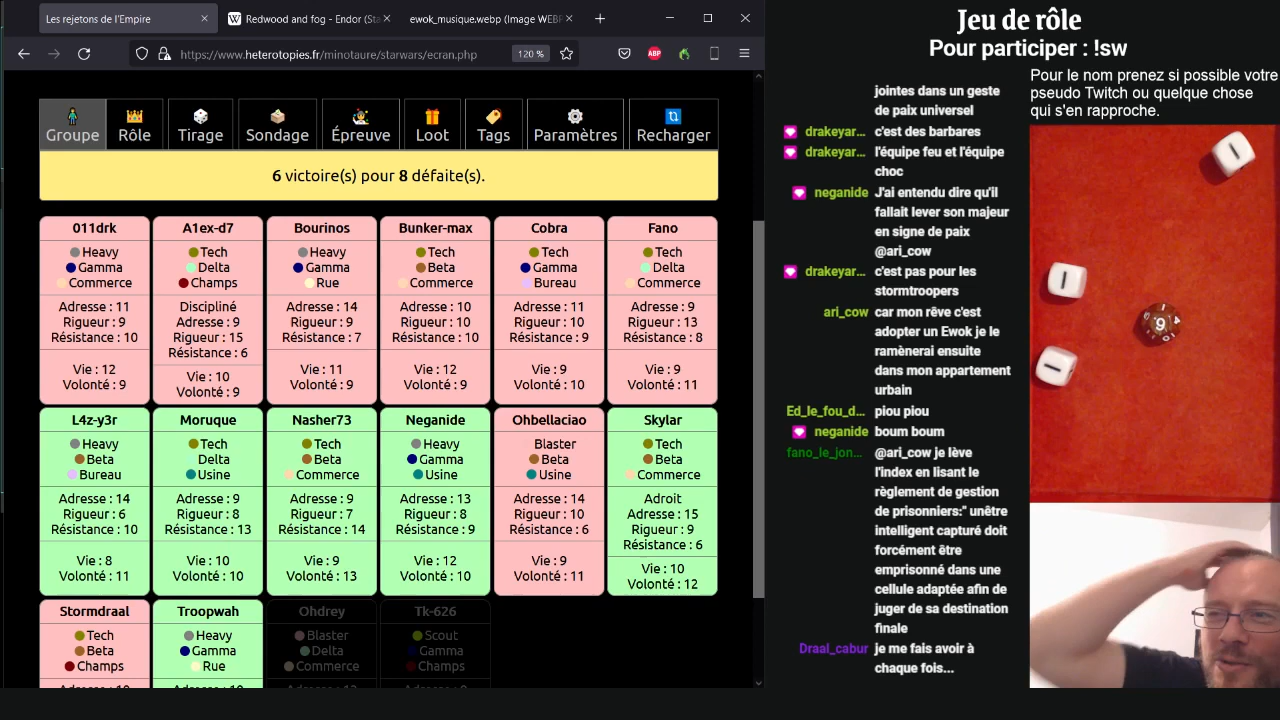 Les rejetons de l'Empire
Redwood and fog - Endor (St
ewok_musique.webp (Image WEBP
https://www.heterotopies.fr/minotaure/starwars/ecran.php
120 %
ABP
Groupe
Rôle
Tirage
Sondage
Épreuve
Loot
Tags
Paramètres
Recharger
6 victoire(s) pour 8 défaite(s).
011drk
Heavy
Gamma
Commerce
Adresse : 11
Rigueur : 9
Résistance : 10
Vie : 12
Volonté : 9
A1ex-d7
Tech
Delta
Champs
Discipliné
Adresse : 9
Rigueur : 15
Résistance : 6
Vie : 10
Volonté : 9
Bourinos
Heavy
Gamma
Rue
Adresse : 14
Rigueur : 9
Résistance : 7
Vie : 11
Volonté : 9
Bunker-max
Tech
Beta
Commerce
Adresse : 10
Rigueur : 10
Résistance : 10
Vie : 12
Volonté : 9
Cobra
Tech
Gamma
Bureau
Adresse : 11
Rigueur : 10
Résistance : 9
Vie : 9
Volonté : 10
Fano
Tech
Delta
Commerce
Adresse : 9
Rigueur : 13
Résistance : 8
Vie : 9
Volonté : 11
L4z-y3r
Heavy
Beta
Bureau
Adresse : 14
Rigueur : 6
Résistance : 10
Vie : 8
Volonté : 11
Moruque
Tech
Delta
Usine
Adresse : 9
Rigueur : 8
Résistance : 13
Vie : 10
Volonté : 10
Nasher73
Tech
Beta
Commerce
Adresse : 9
Rigueur : 7
Résistance : 14
Vie : 9
Volonté : 13
Neganide
Heavy
Gamma
Usine
Adresse : 13
Rigueur : 8
Résistance : 9
Vie : 12
Volonté : 10
Ohbellaciao
Blaster
Beta
Usine
Adresse : 14
Rigueur : 10
Résistance : 6
Vie : 9
Volonté : 11
Skylar
Tech
Beta
Commerce
Adroit
Adresse : 15
Rigueur : 9
Résistance : 6
Vie : 10
Volonté : 12
Stormdraal
Tech
Beta
Champs
Troopwah
Heavy
Gamma
Rue
Ohdrey
Blaster
Delta
Commerce
Tk-626
Scout
Gamma
Champs
jointes dans un geste
de paix universel
drakeyar... c'est des barbares
drakeyar... l'équipe feu et l'équipe
choc
neganide J'ai entendu dire qu'il
fallait lever son majeur
en signe de paix
@ari_cow
drakeyar... c'est pas pour les
stormtroopers
ari_cow car mon rêve c'est
adopter un Ewok je le
ramènerai ensuite
dans mon appartement
urbain
Ed_le_fou_d... piou piou
neganide boum boum
fano_le_jon... @ari_cow je lève
l'index en lisant le
règlement de gestion
de prisonniers:" unêtre
intelligent capturé doit
forcément être
emprisonné dans une
cellule adaptée afin de
juger de sa destination
finale
Draal_cabur je me fais avoir à
chaque fois...
Jeu de rôle
Pour participer : !sw
Pour le nom prenez si possible votre
pseudo Twitch ou quelque chose
qui s'en rapproche.
9